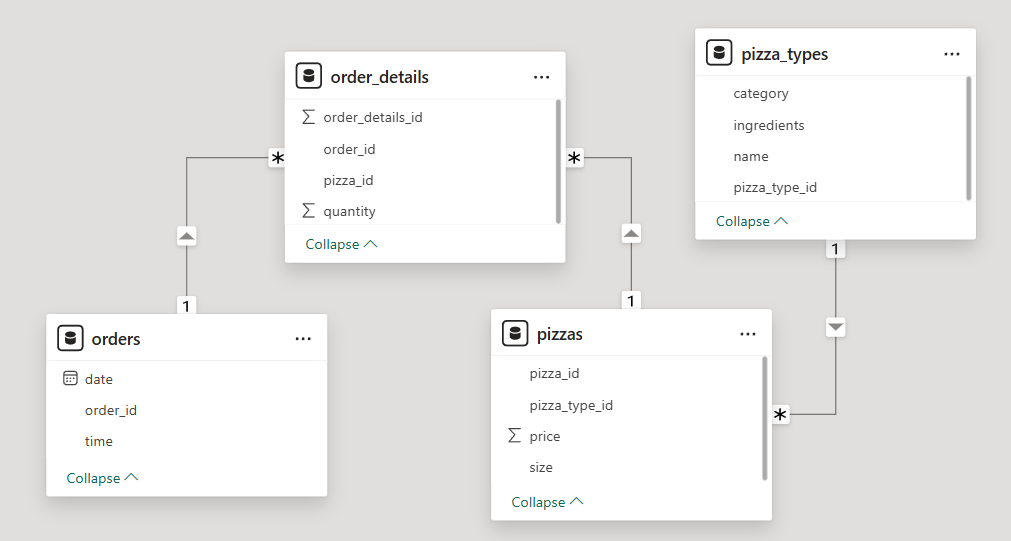 order_details
Σ order_details_id
order_id
pizza_id
Σ quantity
Collapse
pizza_types
category
ingredients
name
pizza_type_id
Collapse
*
*
1
1
1
*
orders
date
order_id
time
Collapse
pizzas
pizza_id
pizza_type_id
Σ price
size
Collapse